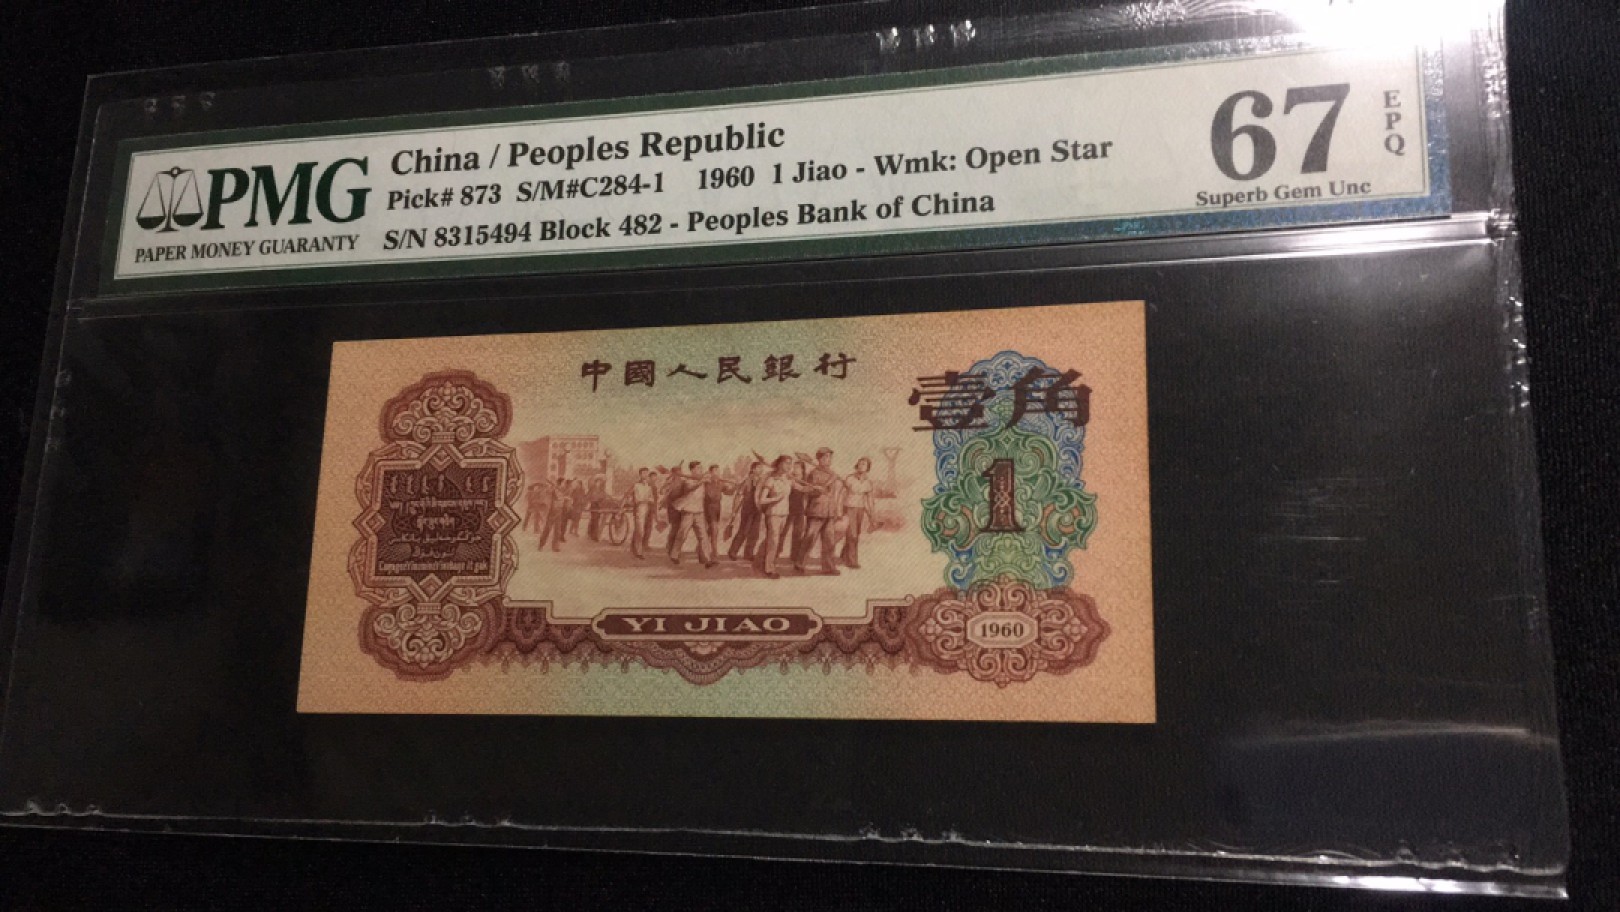 PMG
PAPER MONEY GUARANTY
China / Peoples Republic
Pick# 873 S/M#C284-1 1960 1 Jiao - Wmk: Open Star
S/N 8315494 Block 482 - Peoples Bank of China
67
EPQ
Superb Gem Unc
中國人民銀行
壹角
1
YI JIAO
1960